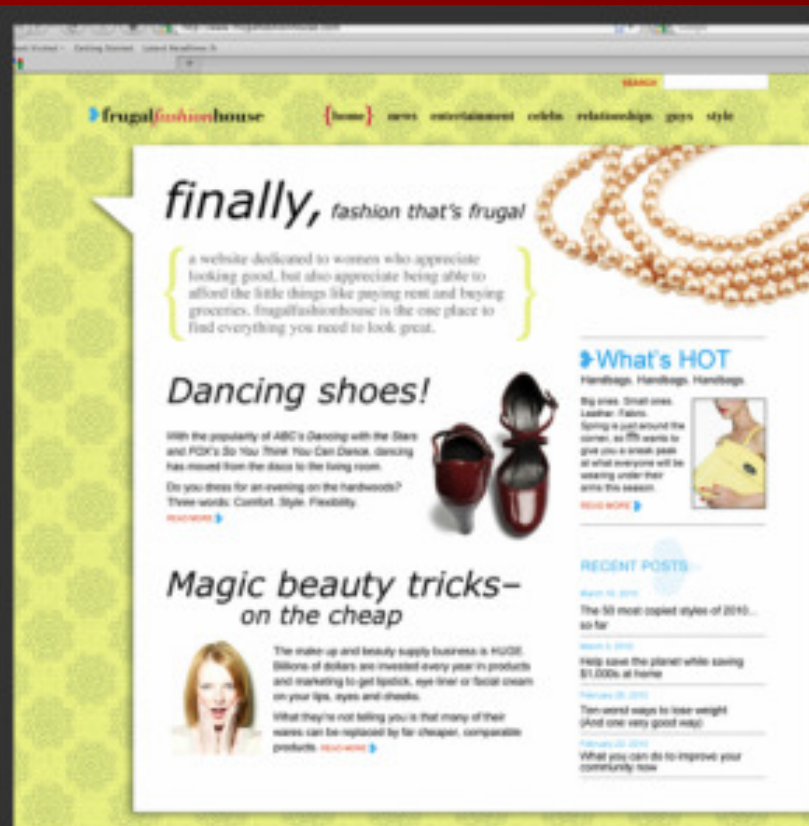 Getting Started Latest Headlines
SEARCH
frugalfashionhouse {home} news entertainment celebs relationships guys style
finally, fashion that's frugal
{ a website dedicated to women who appreciate
looking good, but also appreciate being able to
afford the little things like paying rent and buying
groceries. frugalfashionhouse is the one place to
find everything you need to look great. }
What's HOT
Handbags. Handbags. Handbags.
Big ones. Small ones.
Leather. Fabric.
Spring is just around the
corner, so wants to
give you a sneak peak
at what everyone will be
wearing under their
arms this season.
READ MORE
Dancing shoes!
With the popularity of ABC's Dancing with the Stars
and FOX's So You Think You Can Dance, dancing
has moved from the disco to the living room.
Do you dress for an evening on the hardwoods?
Three words: Comfort. Style. Flexibility.
READ MORE
Magic beauty tricks–
on the cheap
The make up and beauty supply business is HUGE.
Billions of dollars are invested every year in products
and marketing to get lipstick, eye liner or facial cream
on your lips, eyes and cheeks.
What they're not telling you is that many of their
wares can be replaced by far cheaper, comparable
products. READ MORE
RECENT POSTS
The 50 most copied styles of 2010...
so far
Help save the planet while saving
$1,000s at home
Ten worst ways to lose weight
(And one very good way)
What you can do to improve your
community now